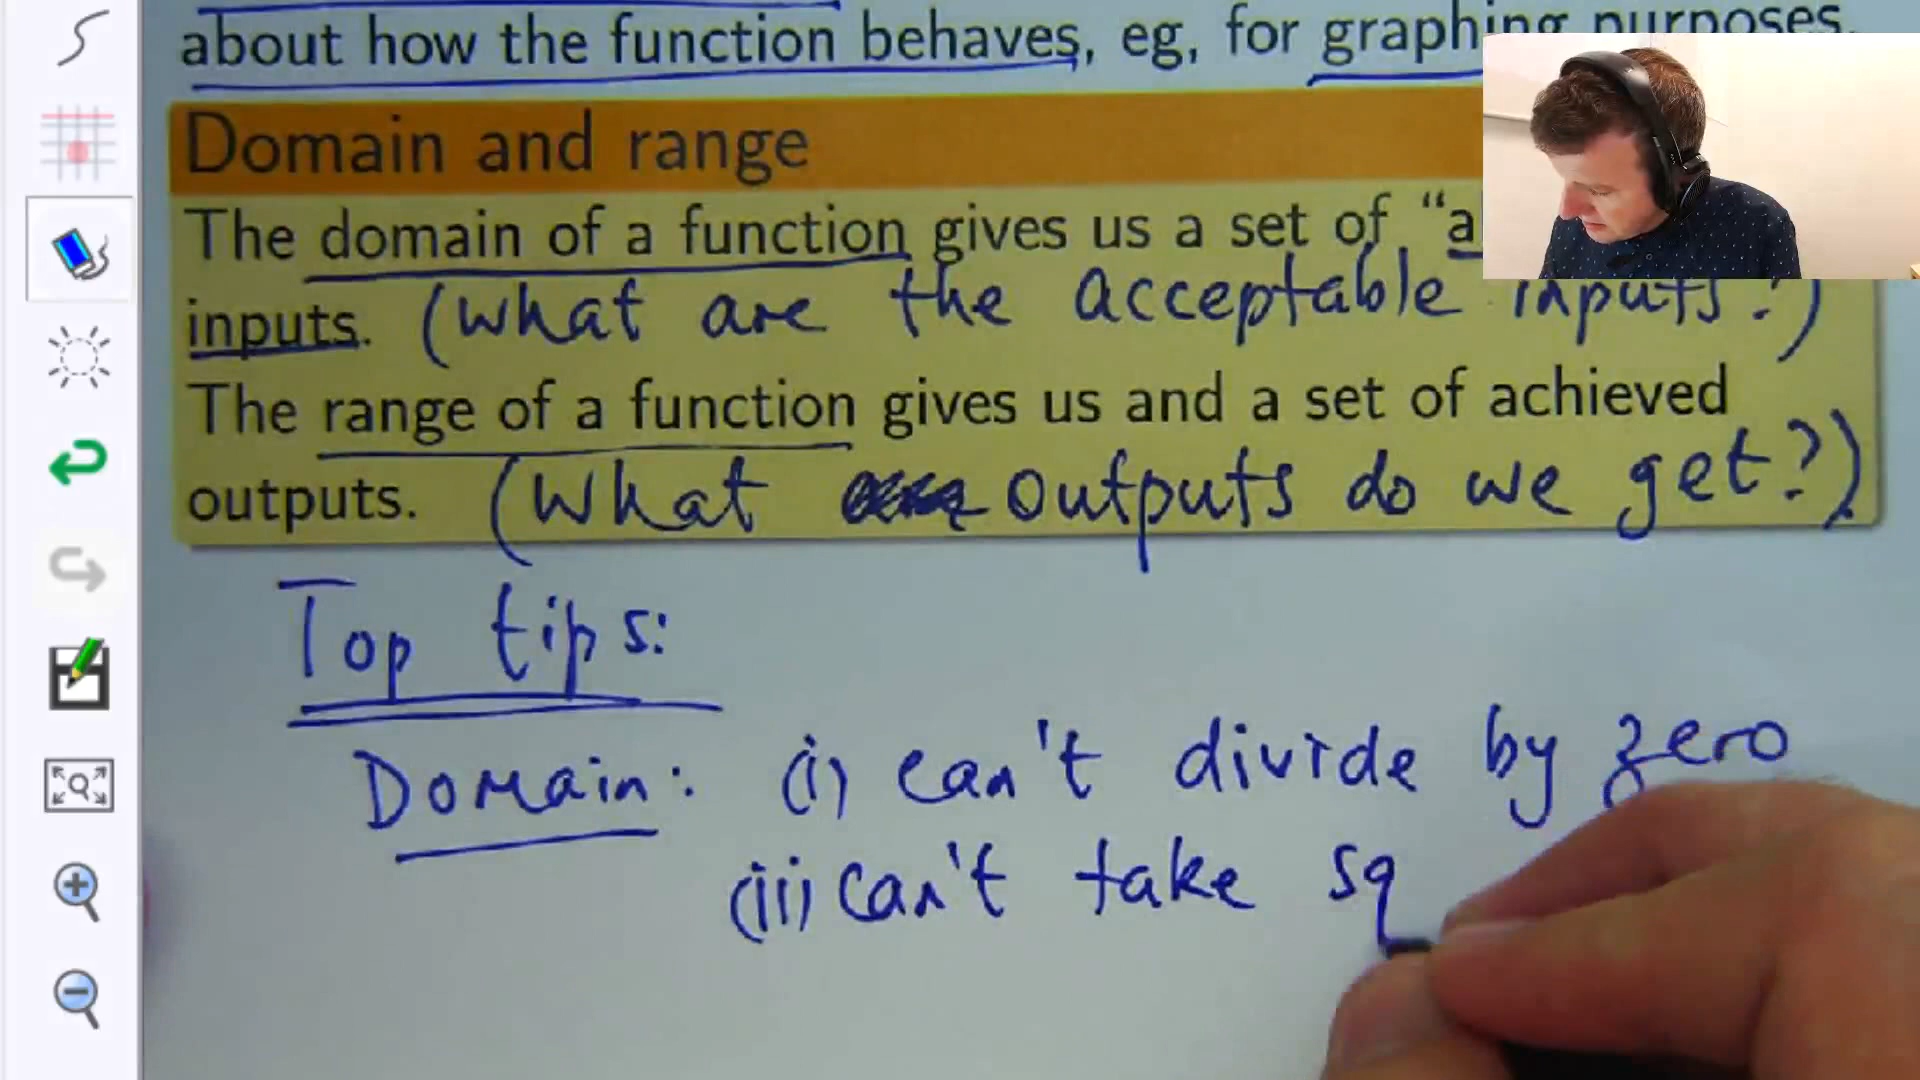 about how the function behaves, eg, for graphing purposes.
Domain and range
The domain of a function gives us a set of "a
inputs. (What are the acceptable inputs?)
The range of a function gives us and a set of achieved
outputs. (What outputs do we get?)
Top tips:
Domain: (i) can't divide by zero
(ii) can't take sq